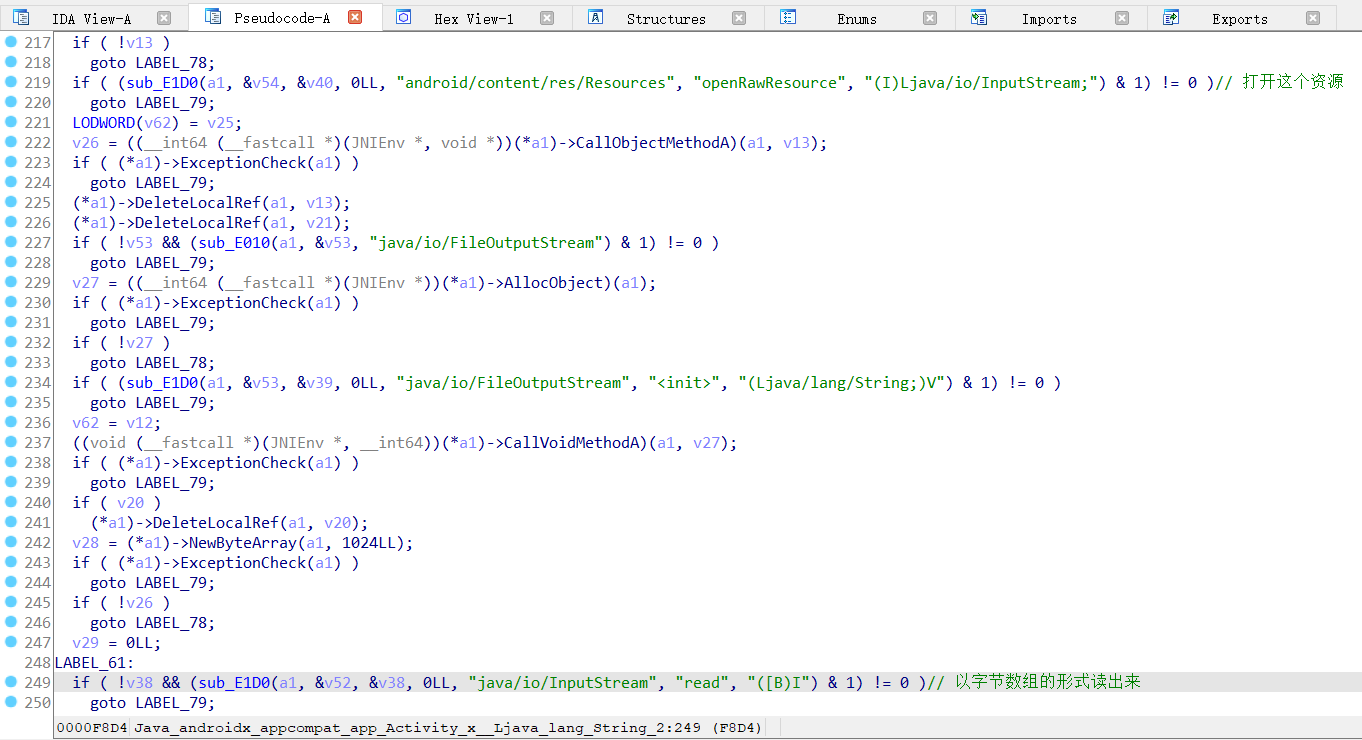 IDA View-A Pseudocode-A Hex View-1 Structures Enums Imports Exports
217 if ( !v13 )
218 goto LABEL_78;
219 if ( (sub_E1D0(a1, &v54, &v40, 0LL, "android/content/res/Resources", "openRawResource", "(I)Ljava/io/InputStream;") & 1) != 0 )// 打开这个资源
220 goto LABEL_79;
221 LODWORD(v62) = v25;
222 v26 = ((__int64 (__fastcall *)(JNIEnv *, void *))(*a1)->CallObjectMethodA)(a1, v13);
223 if ( (*a1)->ExceptionCheck(a1) )
224 goto LABEL_79;
225 (*a1)->DeleteLocalRef(a1, v13);
226 (*a1)->DeleteLocalRef(a1, v21);
227 if ( !v53 && (sub_E010(a1, &v53, "java/io/FileOutputStream") & 1) != 0 )
228 goto LABEL_79;
229 v27 = ((__int64 (__fastcall *)(JNIEnv *))(*a1)->AllocObject)(a1);
230 if ( (*a1)->ExceptionCheck(a1) )
231 goto LABEL_79;
232 if ( !v27 )
233 goto LABEL_78;
234 if ( (sub_E1D0(a1, &v53, &v39, 0LL, "java/io/FileOutputStream", "<init>", "(Ljava/lang/String;)V") & 1) != 0 )
235 goto LABEL_79;
236 v62 = v12;
237 ((void (__fastcall *)(JNIEnv *, __int64))(*a1)->CallVoidMethodA)(a1, v27);
238 if ( (*a1)->ExceptionCheck(a1) )
239 goto LABEL_79;
240 if ( v20 )
241 (*a1)->DeleteLocalRef(a1, v20);
242 v28 = (*a1)->NewByteArray(a1, 1024LL);
243 if ( (*a1)->ExceptionCheck(a1) )
244 goto LABEL_79;
245 if ( !v26 )
246 goto LABEL_78;
247 v29 = 0LL;
248 LABEL_61:
249 if ( !v38 && (sub_E1D0(a1, &v52, &v38, 0LL, "java/io/InputStream", "read", "([B)I") & 1) != 0 )// 以字节数组的形式读出来
250 goto LABEL_79;
0000F8D4 Java_androidx_appcompat_app_Activity_x__Ljava_lang_String_2:249 (F8D4)